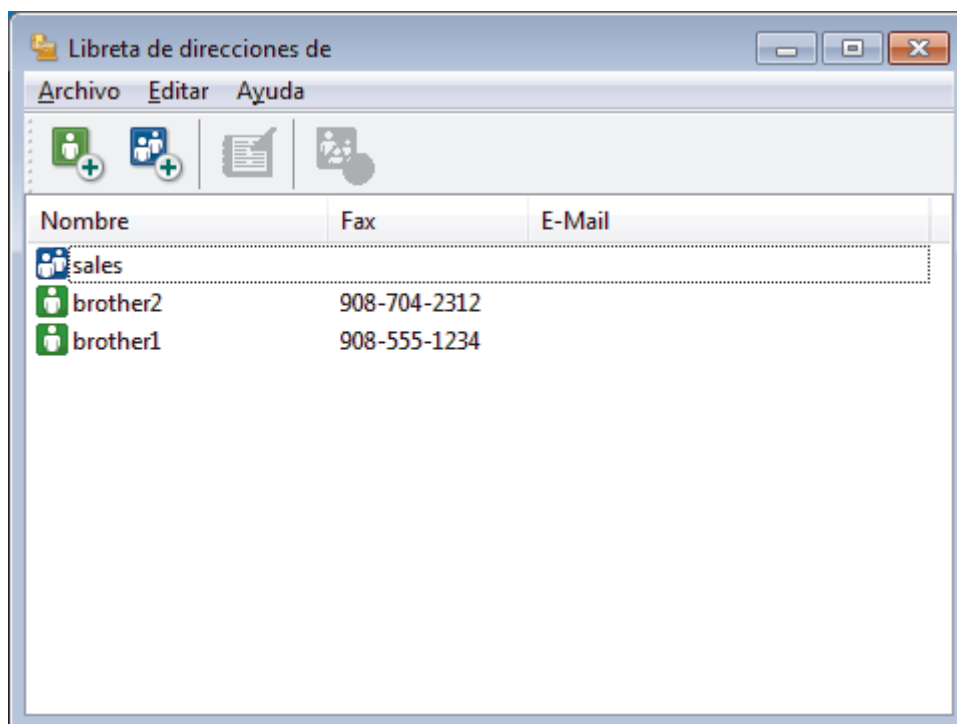 Libreta de direcciones de
Archivo Editar Ayuda
Nombre Fax E-Mail
sales
brother2 908-704-2312
brother1 908-555-1234